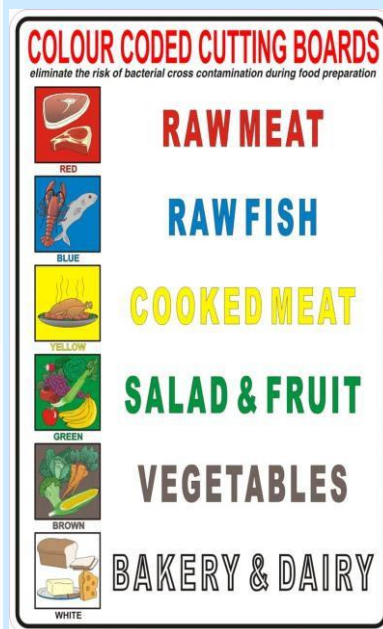 COLOUR CODED CUTTING BOARDS
eliminate the risk of bacterial cross contamination during food preparation
RED
RAW MEAT
BLUE
RAW FISH
YELLOW
COOKED MEAT
GREEN
SALAD & FRUIT
BROWN
VEGETABLES
WHITE
BAKERY & DAIRY